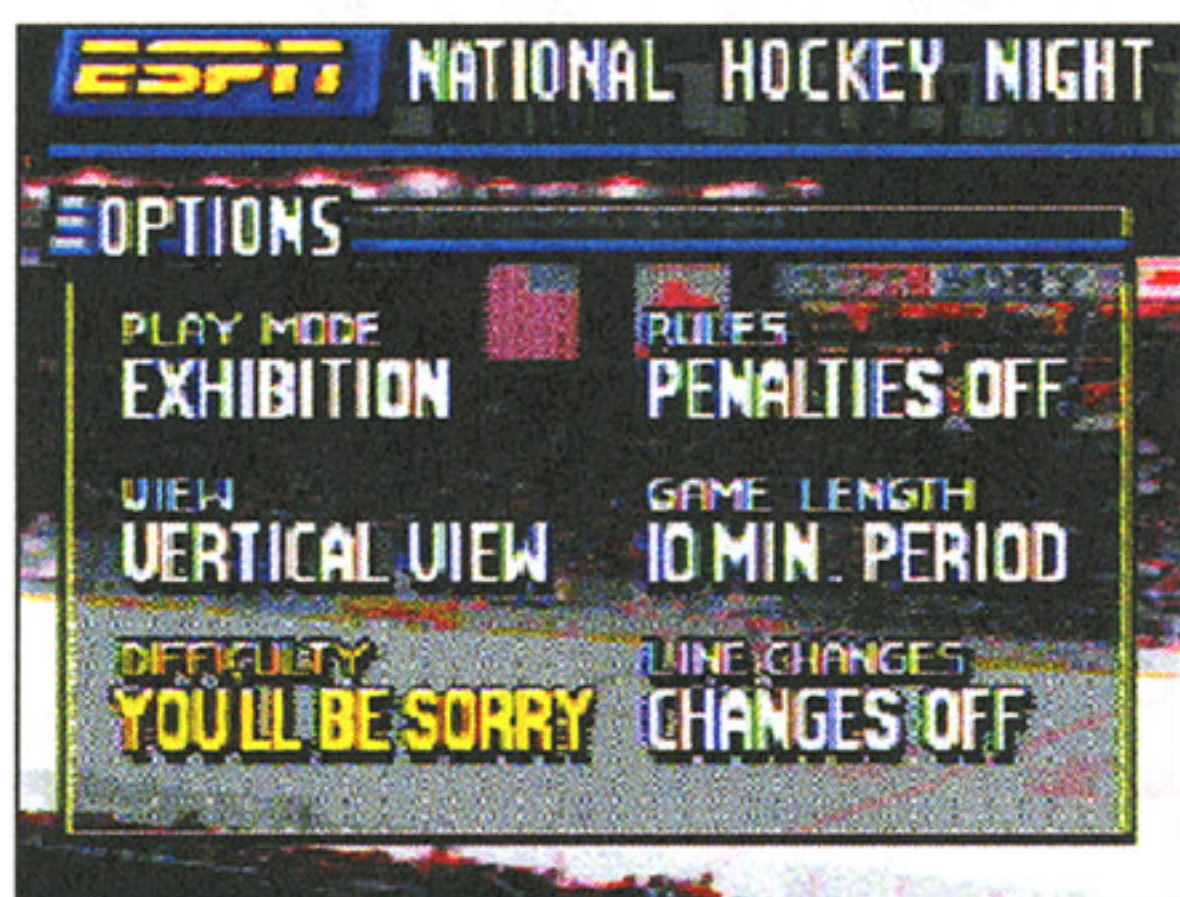 ESPN NATIONAL HOCKEY NIGHT
OPTIONS
PLAY MODE
EXHIBITION
RULES
PENALTIES OFF
VIEW
VERTICAL VIEW
GAME LENGTH
10 MIN. PERIOD
DIFFICULTY
YOU'LL BE SORRY
LINE CHANGES
CHANGES OFF